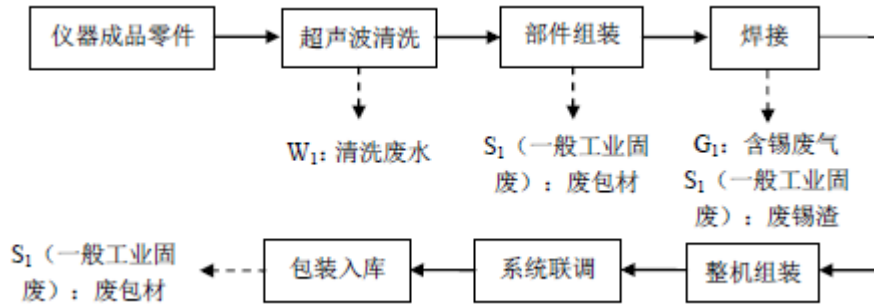 仪器成品零件
超声波清洗
部件组装
焊接
W₁：清洗废水
S₁（一般工业固
废）：废包材
G₁：含锡废气
S₁（一般工业固
废）：废锡渣
S₁（一般工业固
废）：废包材
包装入库
系统联调
整机组装